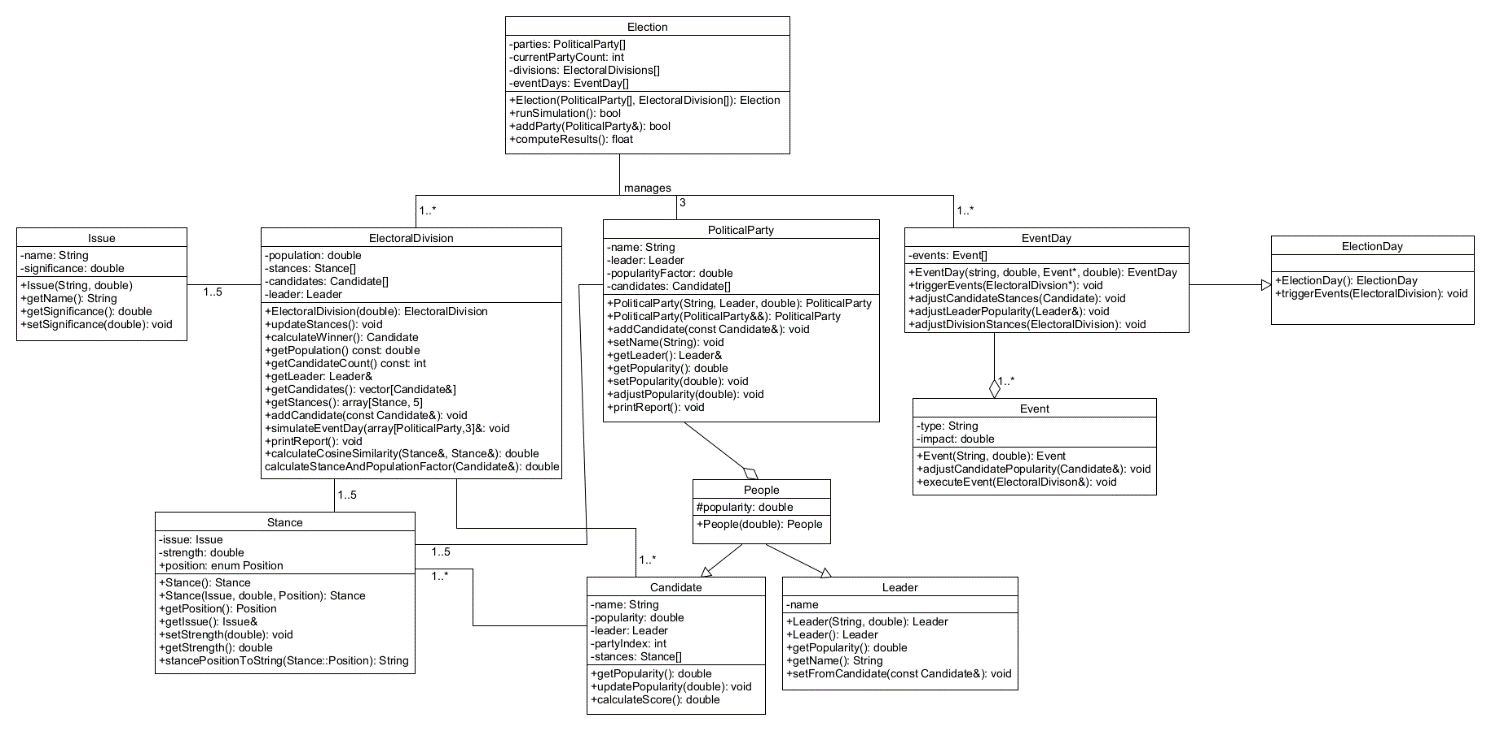 Election
-parties: PoliticalParty[]
-currentPartyCount: int
-divisions: ElectoralDivisions[]
-eventDays: EventDay[]
+Election(PoliticalParty[], ElectoralDivision[]): Election
+runSimulation(): bool
+addParty(PoliticalParty&): bool
+computeResults(): float
manages
1..*
3
1..*
Issue
-name: String
-significance: double
+Issue(String, double)
+getName(): String
+getSignificance(): double
+setSignificance(double): void
1..5
ElectoralDivision
-population: double
-stances: Stance[]
-candidates: Candidate[]
-leader: Leader
+ElectoralDivision(double): ElectoralDivision
+updateStances(): void
+calculateWinner(): Candidate
+getPopulation() const: double
+getCandidateCount() const: int
+getLeader: Leader&
+getCandidates(): vector[Candidate&]
+getStances(): array[Stance, 5]
+addCandidate(const Candidate&): void
+simulateEventDay(array[PoliticalParty,3]&: void
+printReport(): void
+calculateCosineSimilarity(Stance&, Stance&): double
calculateStanceAndPopulationFactor(Candidate&): double
PoliticalParty
-name: String
-leader: Leader
-popularityFactor: double
-candidates: Candidate[]
+PoliticalParty(String, Leader, double): PoliticalParty
+PoliticalParty(PoliticalParty&&): PoliticalParty
+addCandidate(const Candidate&): void
+setName(String): void
+getLeader(): Leader&
+getPopularity(): double
+setPopularity(double): void
+adjustPopularity(double): void
+printReport(): void
EventDay
-events: Event[]
+EventDay(string, double, Event*, double): EventDay
+triggerEvents(ElectoralDivsion*): void
+adjustCandidateStances(Candidate): void
+adjustLeaderPopularity(Leader&): void
+adjustDivisionStances(ElectoralDivision): void
ElectionDay
+ElectionDay(): ElectionDay
+triggerEvents(ElectoralDivision): void
1..*
Event
-type: String
-impact: double
+Event(String, double): Event
+adjustCandidatePopularity(Candidate&): void
+executeEvent(ElectoralDivison&): void
1..5
People
#popularity: double
+People(double): People
Stance
-issue: Issue
-strength: double
+position: enum Position
+Stance(): Stance
+Stance(Issue, double, Position): Stance
+getPosition(): Position
+getIssue(): Issue&
+setStrength(double): void
+getStrength(): double
+stancePositionToString(Stance::Position): String
1..5
1..*
1..*
Candidate
-name: String
-popularity: double
-leader: Leader
-partyIndex: int
-stances: Stance[]
+getPopularity(): double
+updatePopularity(double): void
+calculateScore(): double
Leader
-name
+Leader(String, double): Leader
+Leader(): Leader
+getPopularity(): double
+getName(): String
+setFromCandidate(const Candidate&): void